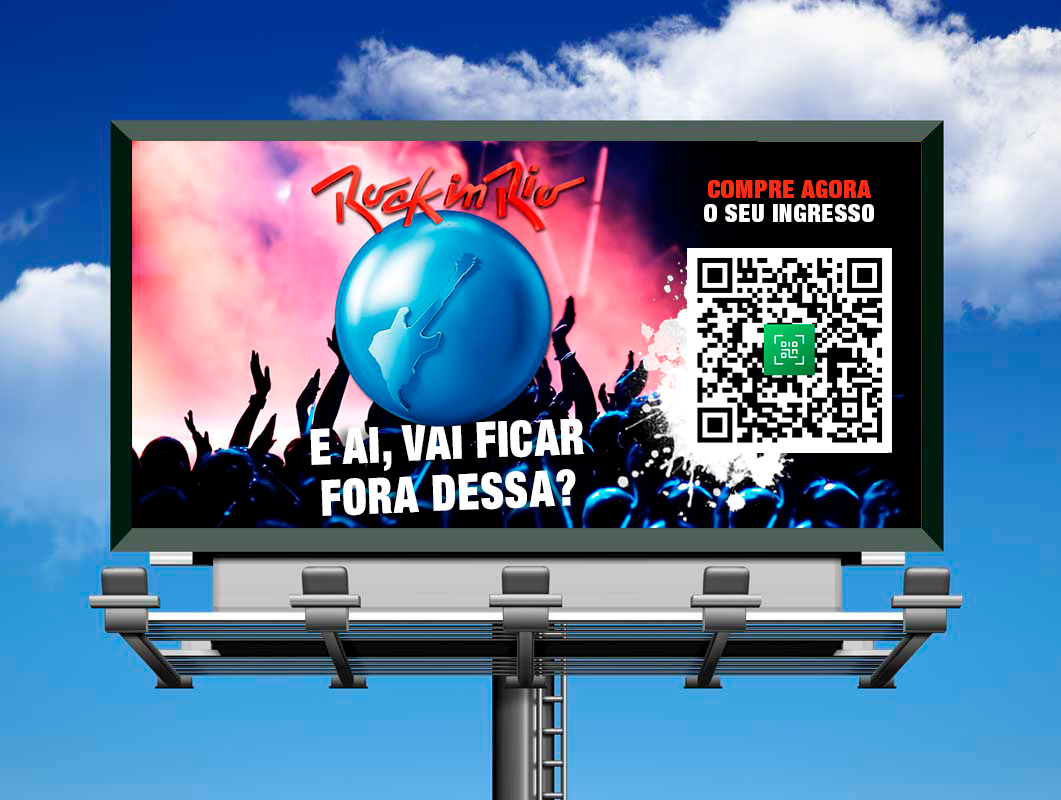 Rock in Rio
COMPRE AGORA
O SEU INGRESSO
E AI, VAI FICAR
FORA DESSA?